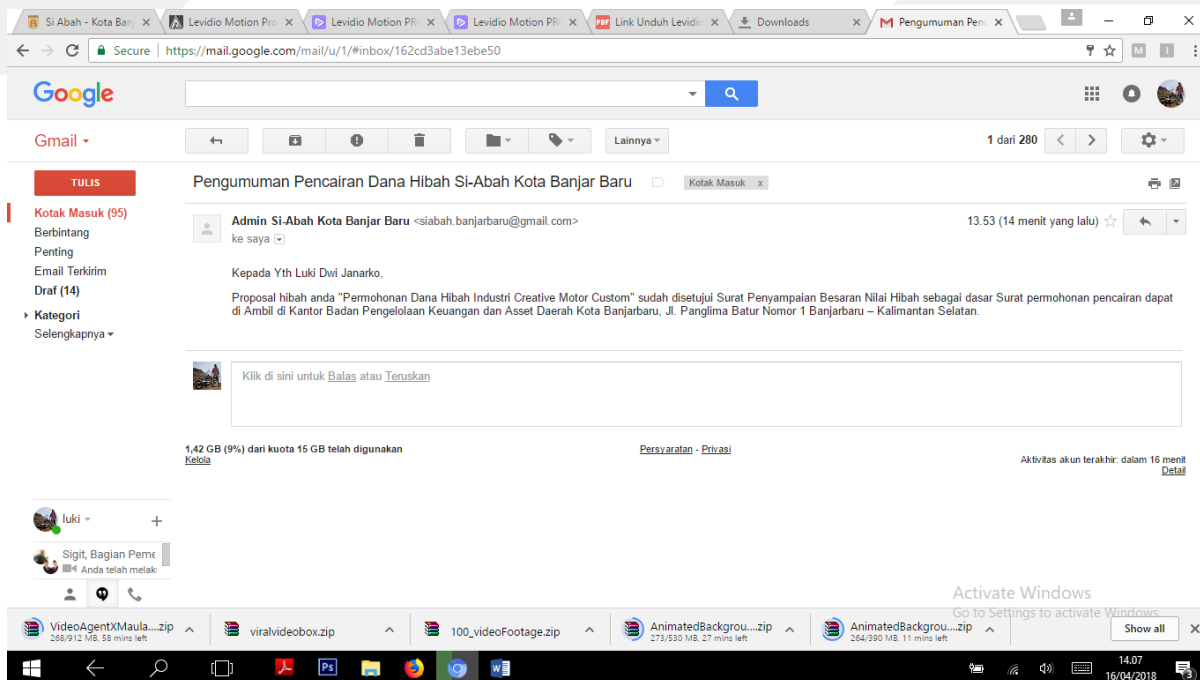 Si Abah - Kota Banj
Levidio Motion Pro
Levidio Motion PR
Levidio Motion PR
Link Unduh Levidi
Downloads
Pengumuman Penc
Secure
https://mail.google.com/mail/u/1/#inbox/162cd3abe13ebe50
Google
Gmail
Lainnya
1 dari 280
TULIS
Pengumuman Pencairan Dana Hibah Si-Abah Kota Banjar Baru
Kotak Masuk x
Kotak Masuk (95)
Berbintang
Penting
Email Terkirim
Draf (14)
Kategori
Selengkapnya
Admin Si-Abah Kota Banjar Baru <siabah.banjarbaru@gmail.com>
13.53 (14 menit yang lalu)
ke saya
Kepada Yth Luki Dwi Janarko,
Proposal hibah anda "Permohonan Dana Hibah Industri Creative Motor Custom" sudah disetujui Surat Penyampaian Besaran Nilai Hibah sebagai dasar Surat permohonan pencairan dapat
di Ambil di Kantor Badan Pengelolaan Keuangan dan Asset Daerah Kota Banjarbaru, Jl. Panglima Batur Nomor 1 Banjarbaru – Kalimantan Selatan.
Klik di sini untuk Balas atau Teruskan
1,42 GB (9%) dari kuota 15 GB telah digunakan
Kelola
Persyaratan - Privasi
Aktivitas akun terakhir: dalam 16 menit
Detail
luki
Sigit, Bagian Peme
Anda telah melak
Activate Windows
Go to Settings to activate Windows.
VideoAgentXMaula....zip
268/912 MB, 58 mins left
viralvideobox.zip
100_videoFootage.zip
AnimatedBackgrou....zip
273/530 MB, 27 mins left
AnimatedBackgrou....zip
264/390 MB, 11 mins left
Show all
14.07
16/04/2018